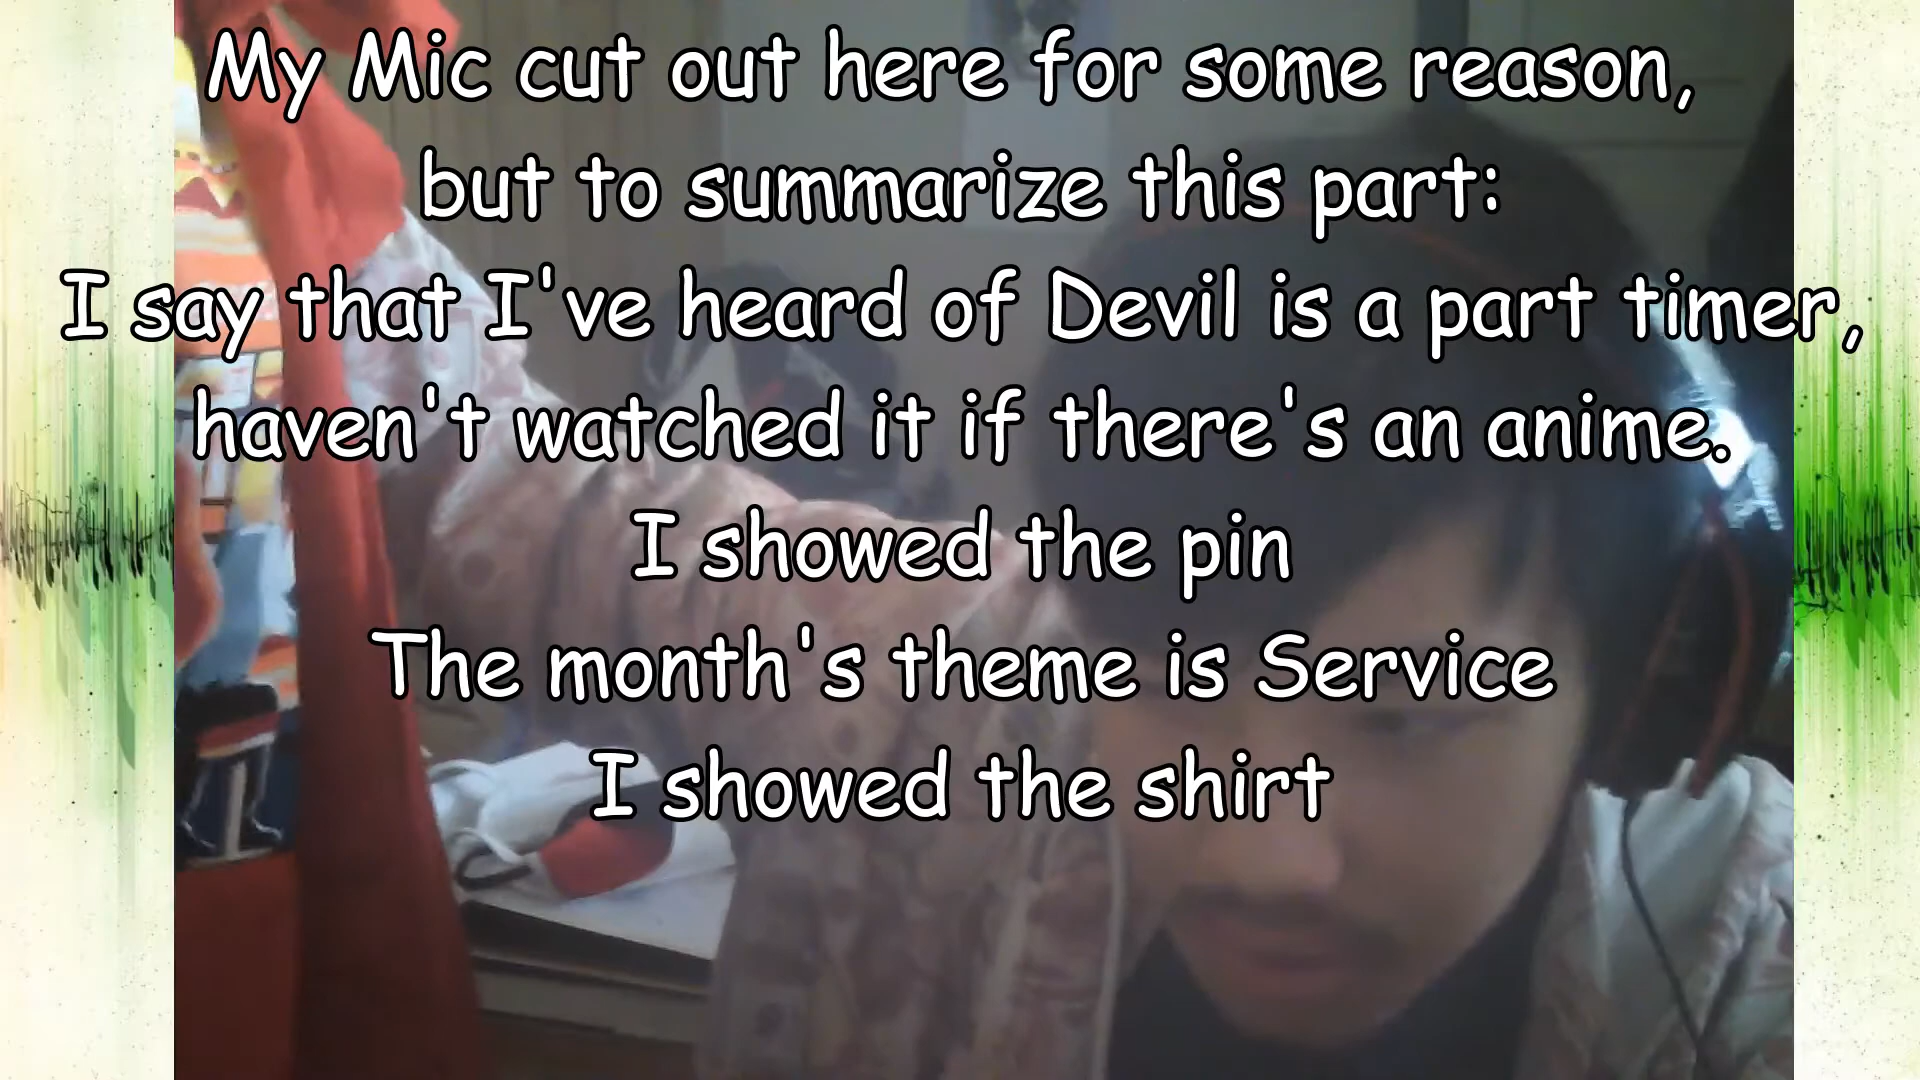 My Mic cut out here for some reason,
but to summarize this part:
I say that I've heard of Devil is a part timer,
haven't watched it if there's an anime.
I showed the pin
The month's theme is Service
I showed the shirt